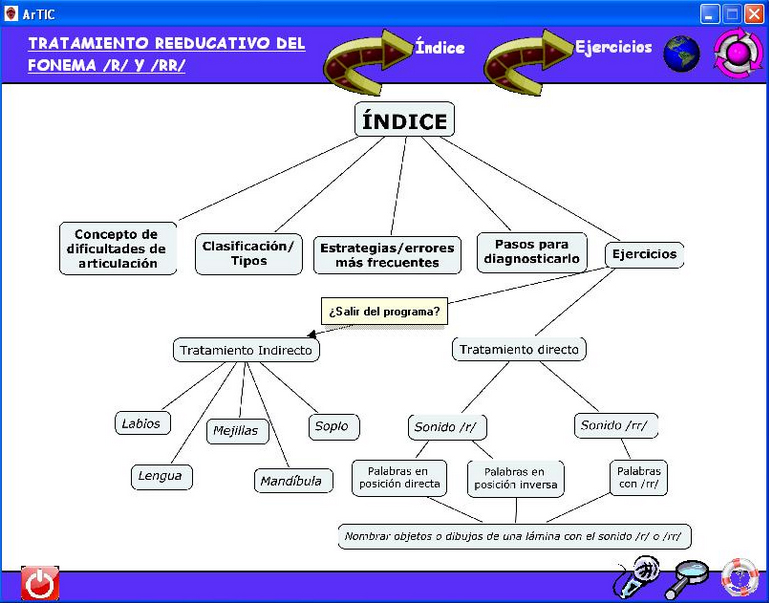 ArTIC
TRATAMIENTO REEDUCATIVO DEL
FONEMA /R/ Y /RR/
Índice
Ejercicios
ÍNDICE
Concepto de
dificultades de
articulación
Clasificación/
Tipos
Estrategias/errores
más frecuentes
Pasos para
diagnosticarlo
Ejercicios
¿Salir del programa?
Tratamiento Indirecto
Tratamiento directo
Labios
Mejillas
Soplo
Lengua
Mandíbula
Sonido /r/
Sonido /rr/
Palabras en
posición directa
Palabras en
posición inversa
Palabras
con /rr/
Nombrar objetos o dibujos de una lámina con el sonido /r/ o /rr/